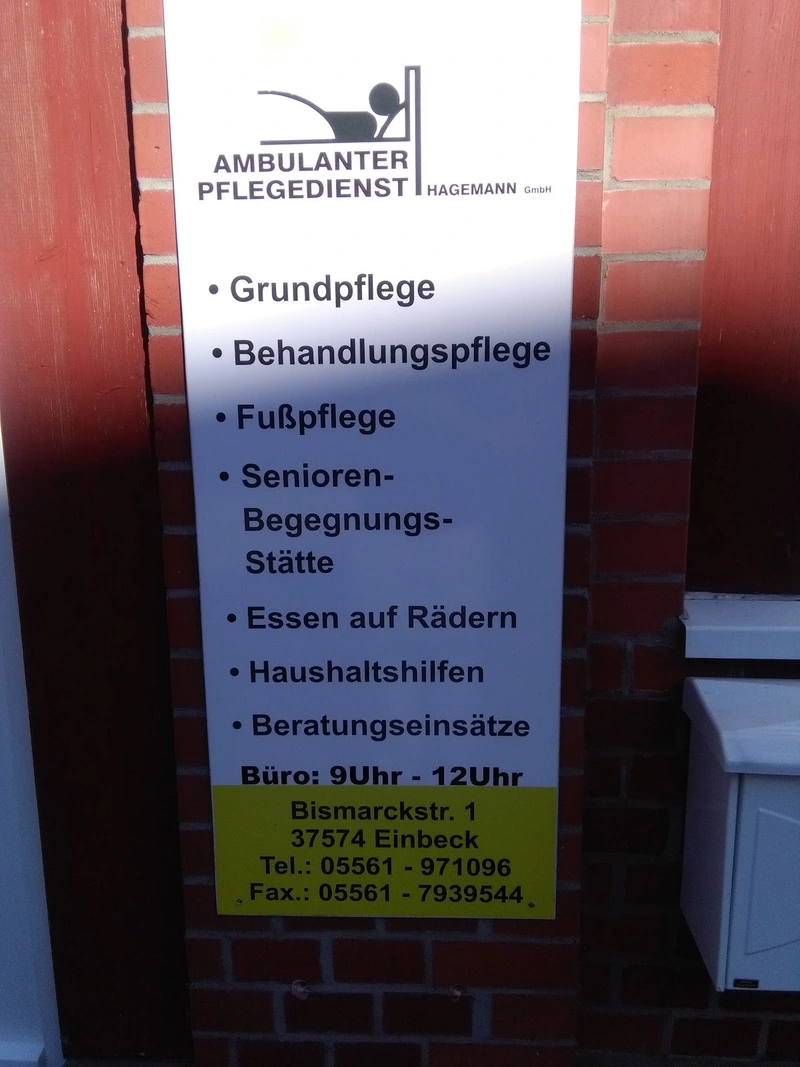 AMBULANTER
PFLEGEDIENST HAGEMANN GmbH
• Grundpflege
• Behandlungspflege
• Fußpflege
• Senioren-
Begegnungs-
Stätte
• Essen auf Rädern
• Haushaltshilfen
• Beratungseinsätze
Büro: 9Uhr - 12Uhr
Bismarckstr. 1
37574 Einbeck
Tel.: 05561 - 971096
Fax.: 05561 - 7939544